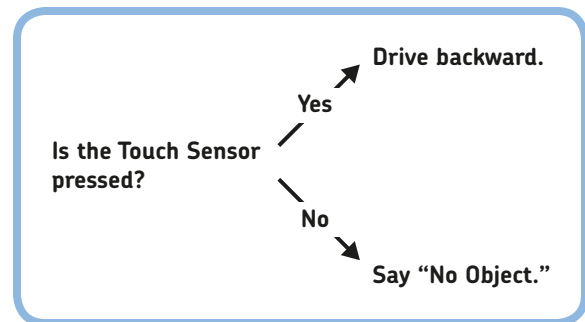 Drive backward.
Yes
Is the Touch Sensor
pressed?
No
Say “No Object.”